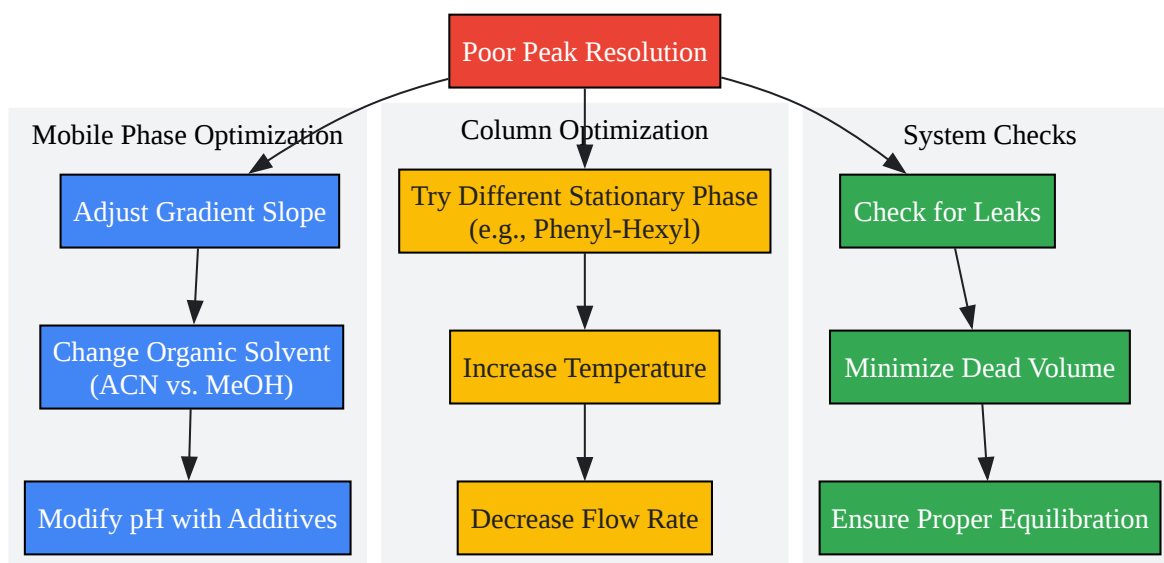 Poor Peak Resolution
Mobile Phase Optimization
Adjust Gradient Slope
Change Organic Solvent
(ACN vs. MeOH)
Modify pH with Additives
Column Optimization
Try Different Stationary Phase
(e.g., Phenyl-Hexyl)
Increase Temperature
Decrease Flow Rate
System Checks
Check for Leaks
Minimize Dead Volume
Ensure Proper Equilibration